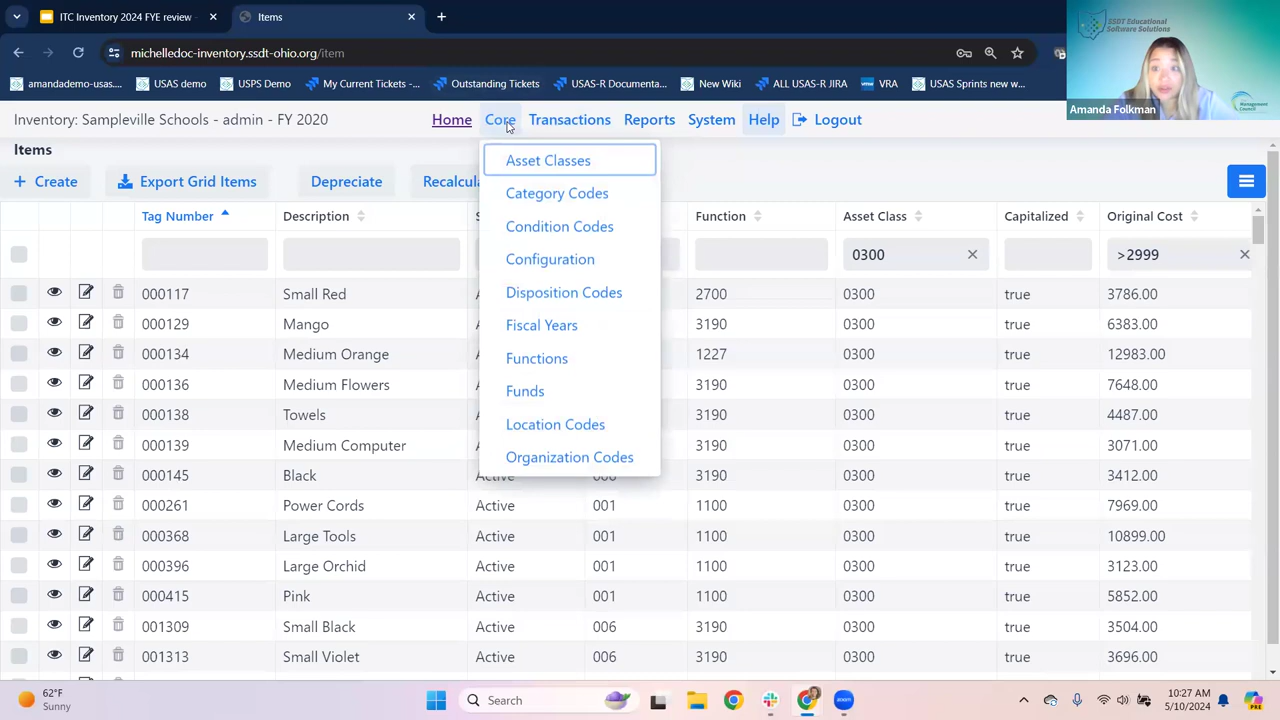 ITC Inventory 2024 FYE review -
Items
michelledoc-inventory.ssdt-ohio.org/item
amandademo-usas...
USAS demo
USPS Demo
My Current Tickets -...
Outstanding Tickets
USAS-R Documenta...
New Wiki
ALL USAS-R JIRA
VRA
USAS Sprints new w...
SSDT Educational
Software Solutions
Management
Council
Amanda Folkman
Inventory: Sampleville Schools - admin - FY 2020
Home Core Transactions Reports System Help Logout
Items
+ Create Export Grid Items Depreciate Recalcula
Asset Classes
Category Codes
Condition Codes
Configuration
Disposition Codes
Fiscal Years
Functions
Funds
Location Codes
Organization Codes
Tag Number Description S Function Asset Class Capitalized Original Cost
0300 >2999
000117 Small Red A 2700 0300 true 3786.00
000129 Mango A 3190 0300 true 6383.00
000134 Medium Orange A 1227 0300 true 12983.00
000136 Medium Flowers A 3190 0300 true 7648.00
000138 Towels A 3190 0300 true 4487.00
000139 Medium Computer A 3190 0300 true 3071.00
000145 Black Active 006 3190 0300 true 3412.00
000261 Power Cords Active 001 1100 0300 true 7969.00
000368 Large Tools Active 001 1100 0300 true 10899.00
000396 Large Orchid Active 001 1100 0300 true 3123.00
000415 Pink Active 001 1100 0300 true 5852.00
001309 Small Black Active 006 3190 0300 true 3504.00
001313 Small Violet Active 006 3190 0300 true 3696.00
62°F
Sunny
Search
10:27 AM
5/10/2024
PRE